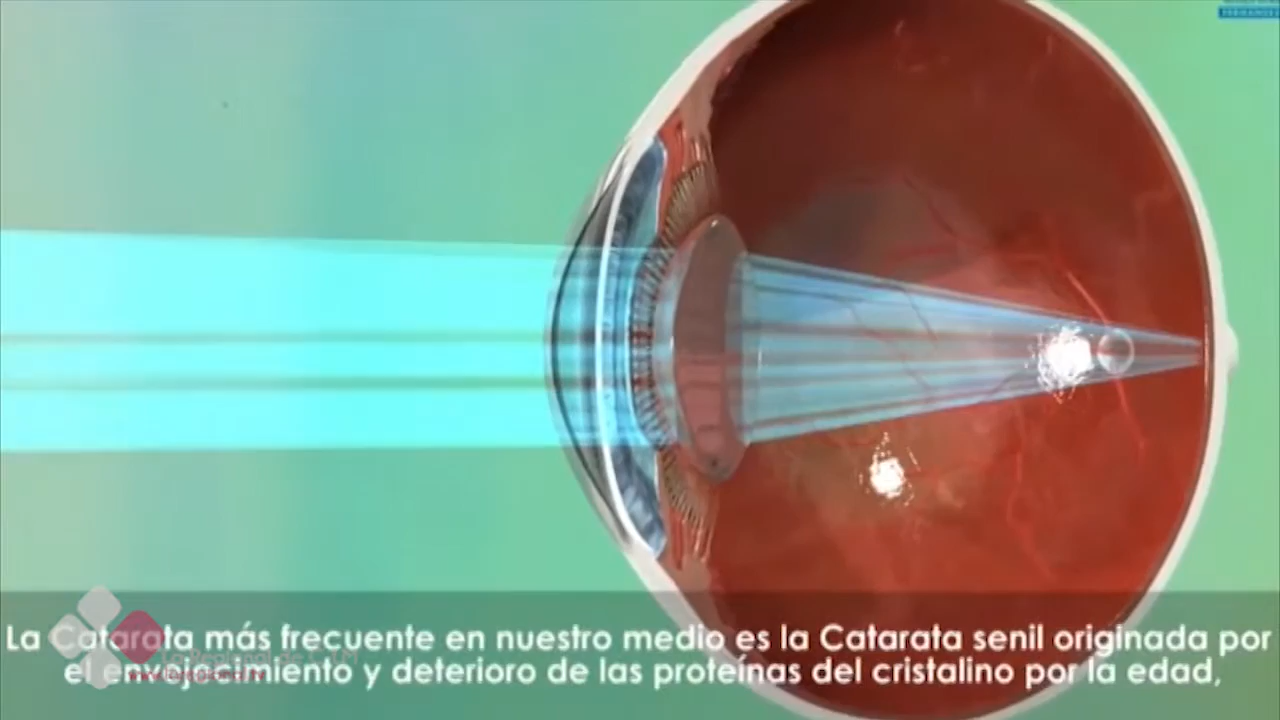 La Catarata más frecuente en nuestro medio es la Catarata senil originada por
el envejecimiento y deterioro de las proteínas del cristalino por la edad,